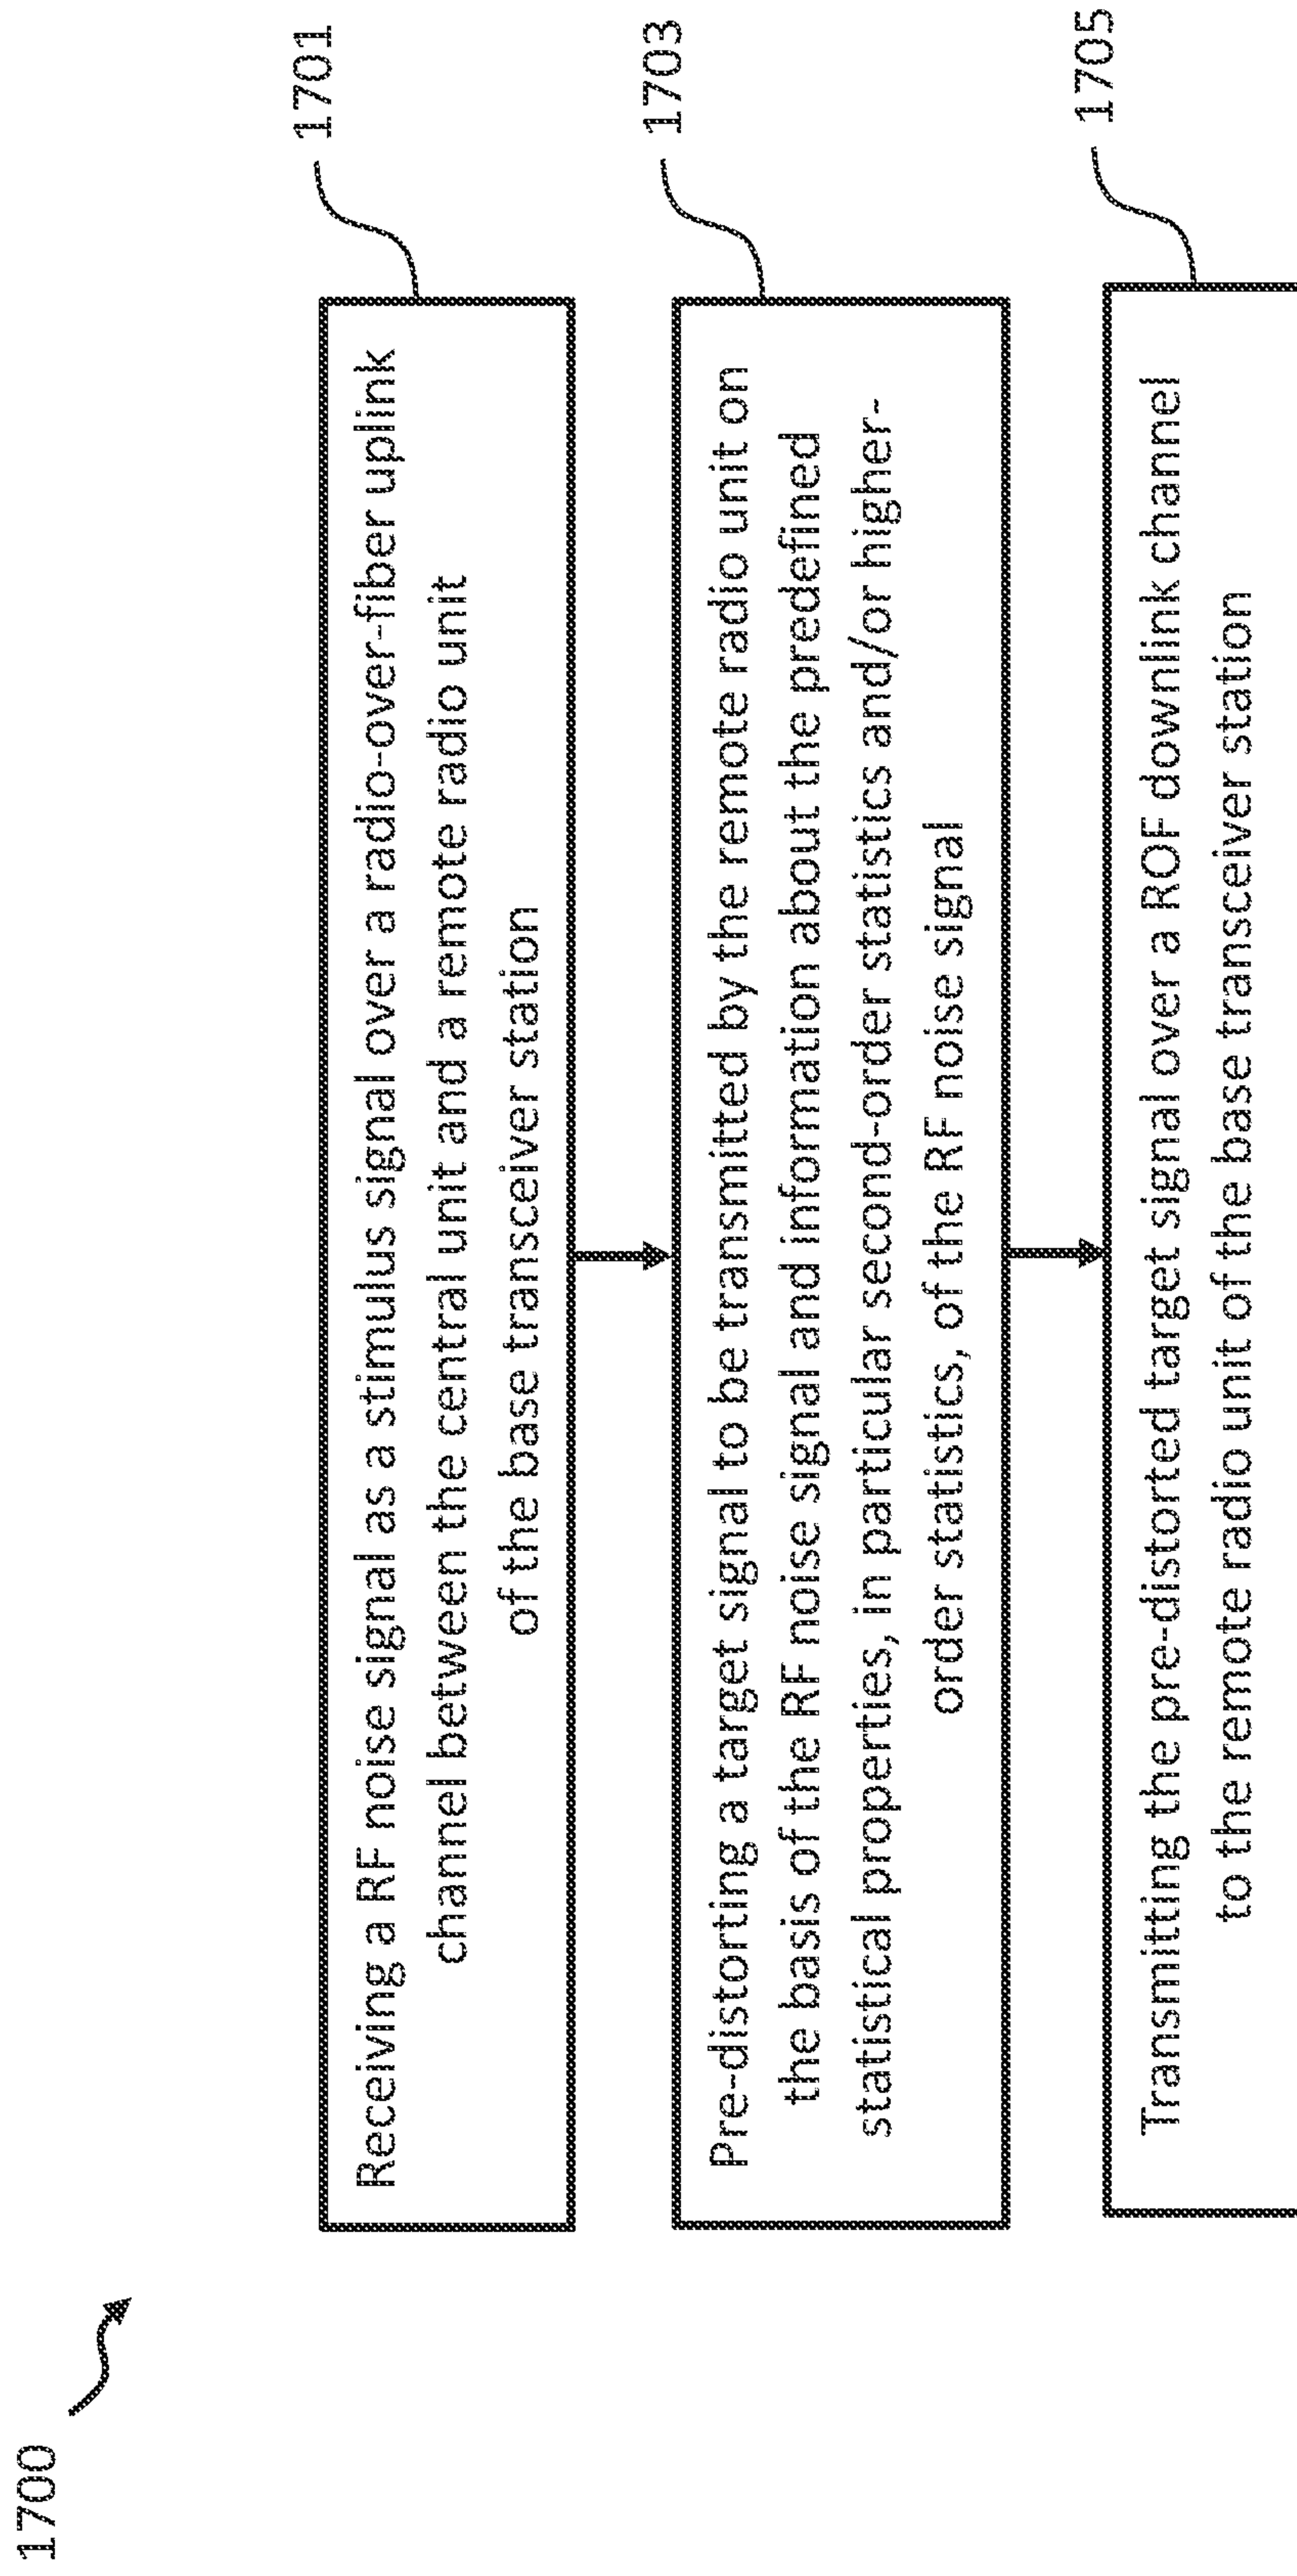 1700
Receiving a RF noise signal as a stimulus signal over a radio-over-fiber uplink
channel between the central unit and a remote radio unit
of the base transceiver station
1701
Pre-distorting a target signal to be transmitted by the remote radio unit on
the basis of the RF noise signal and information about the predefined
statistical properties, in particular second-order statistics and/or higher-
order statistics, of the RF noise signal
1703
Transmitting the pre-distorted target signal over a ROF downlink channel
to the remote radio unit of the base transceiver station
1705